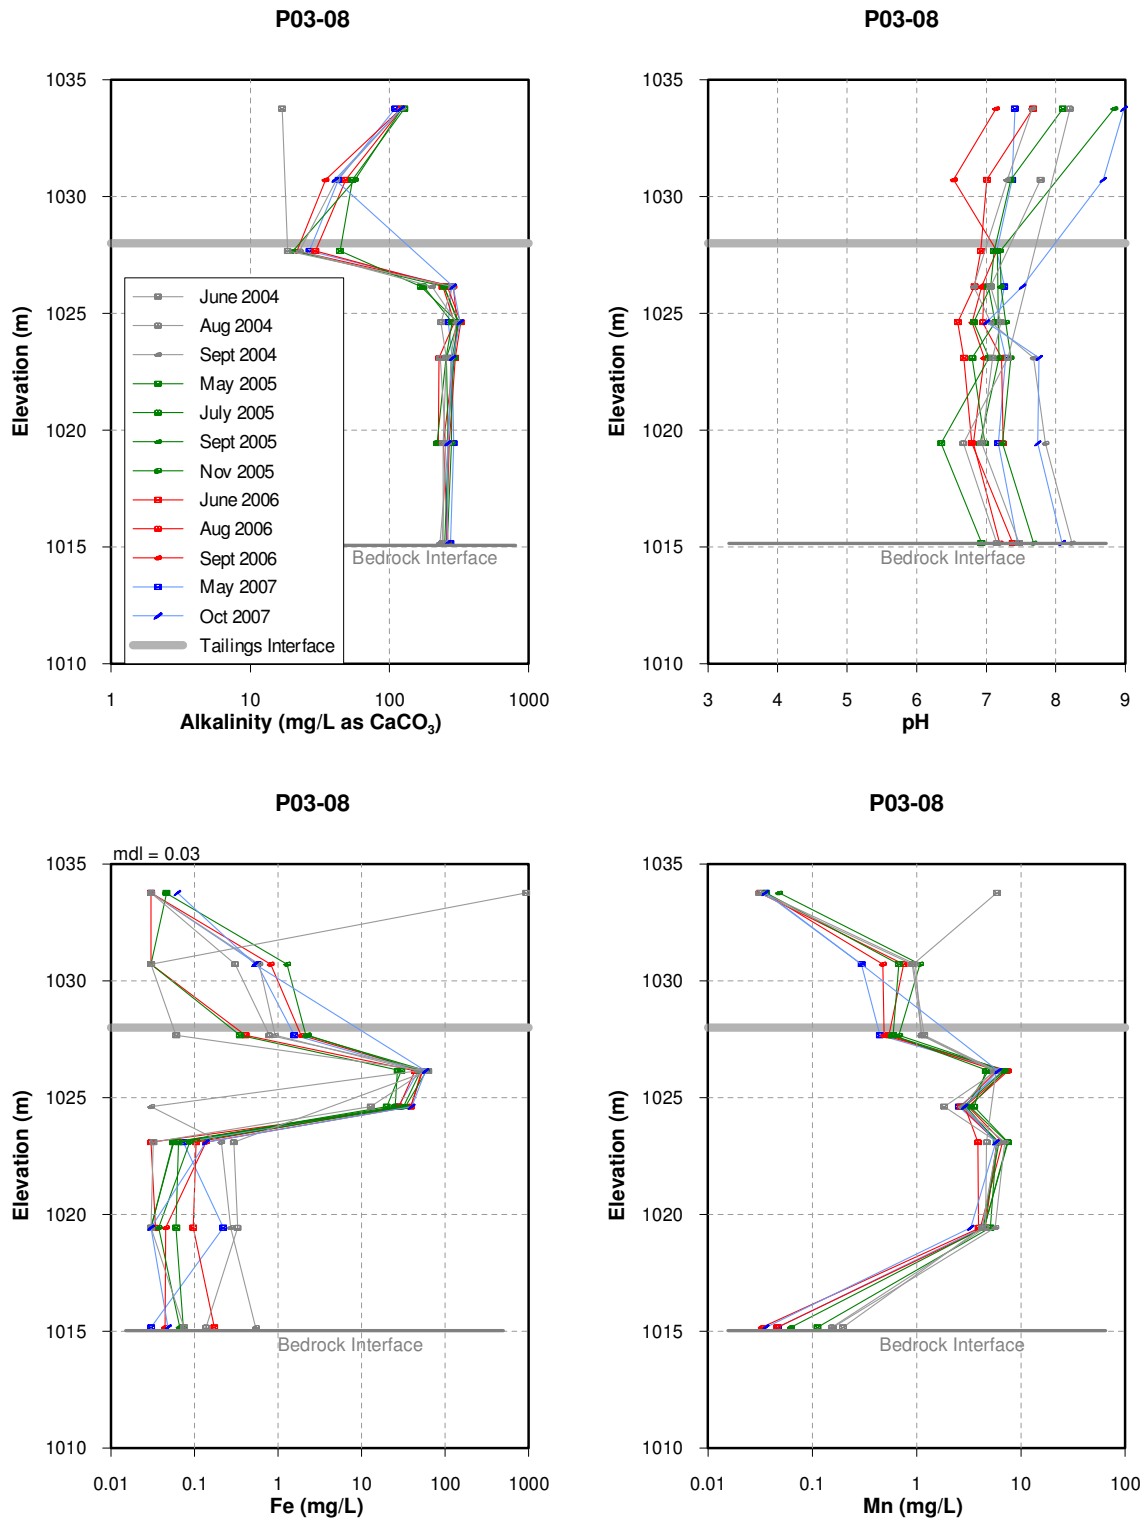 P03-08
1035
1030
1025
1020
1015
1010
Elevation (m)
June 2004
Aug 2004
Sept 2004
May 2005
July 2005
Sept 2005
Nov 2005
June 2006
Aug 2006
Sept 2006
May 2007
Oct 2007
Tailings Interface
Bedrock Interface
1 10 100 1000
Alkalinity (mg/L as CaCO₃)
P03-08
1035
1030
1025
1020
1015
1010
Elevation (m)
Bedrock Interface
3 4 5 6 7 8 9
pH
P03-08
mdl = 0.03
1035
1030
1025
1020
1015
1010
Elevation (m)
Bedrock Interface
0.01 0.1 1 10 100 1000
Fe (mg/L)
P03-08
1035
1030
1025
1020
1015
1010
Elevation (m)
Bedrock Interface
0.01 0.1 1 10 100
Mn (mg/L)